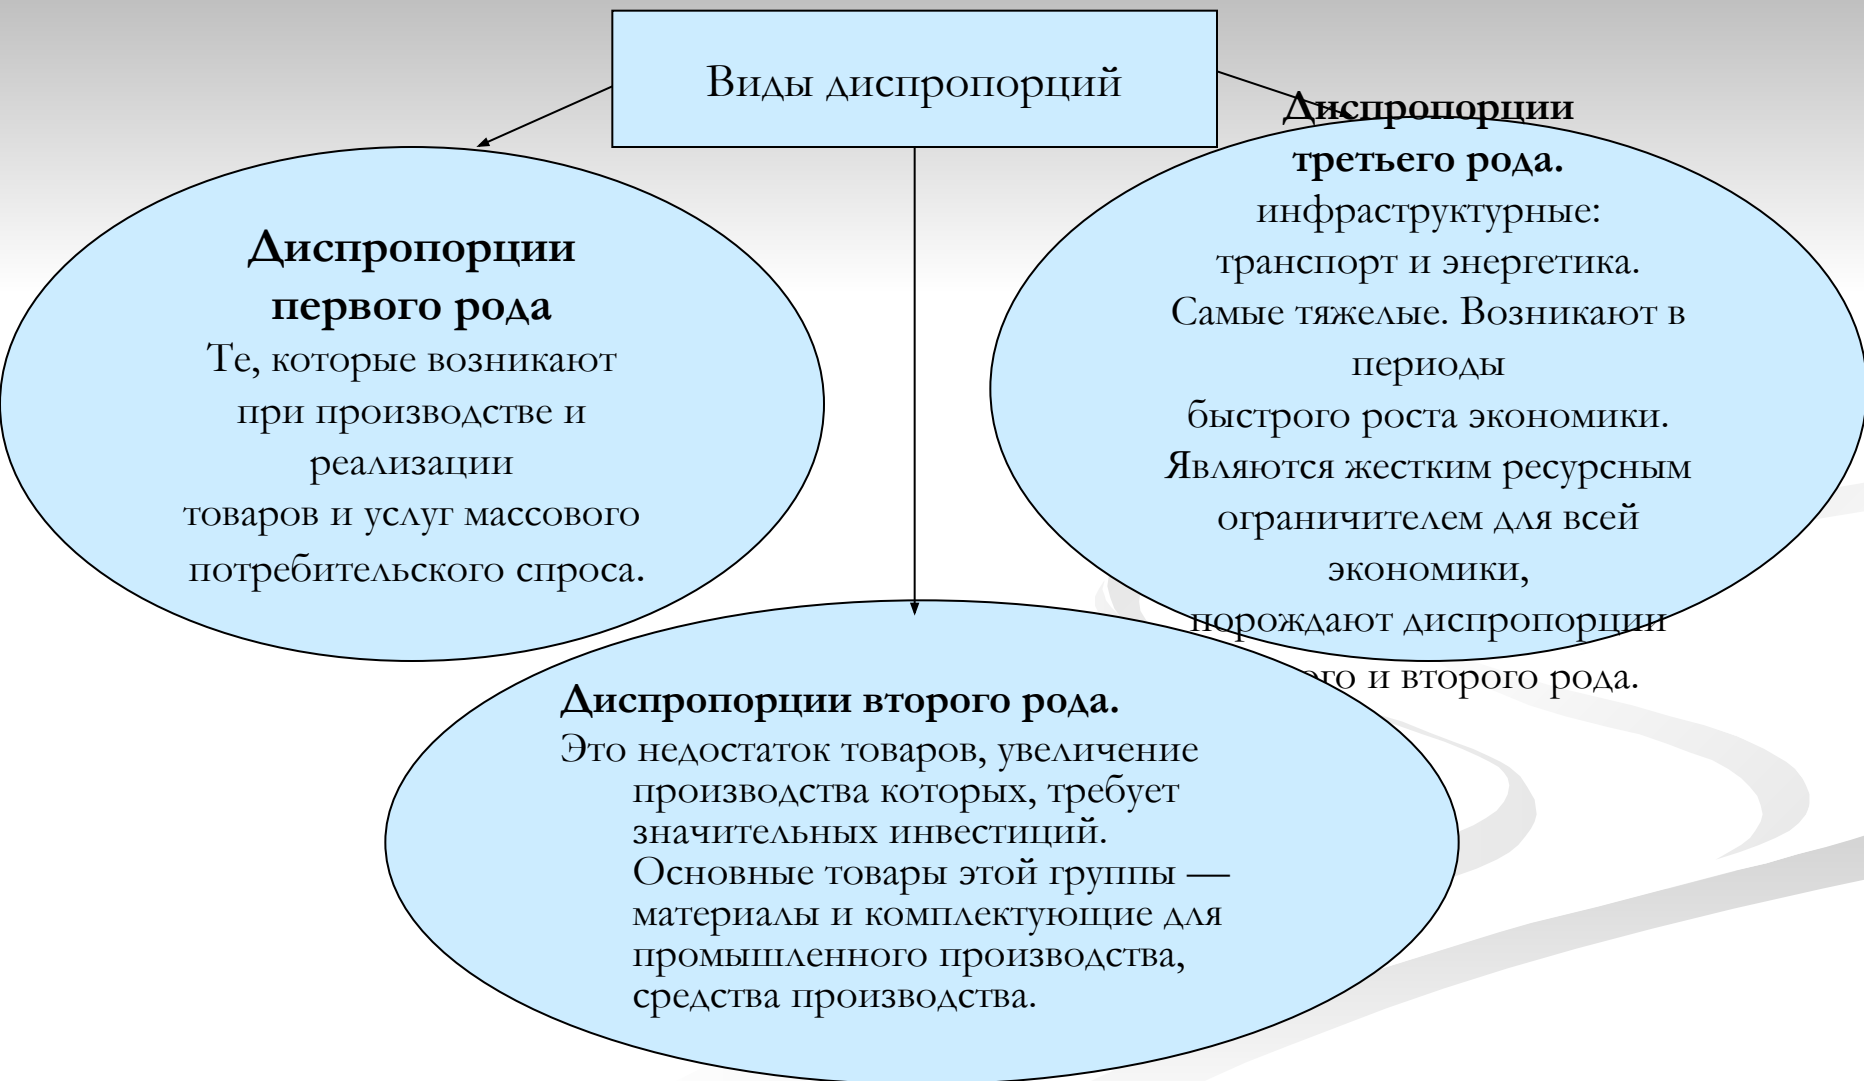 Виды диспропорций
Диспропорции
первого рода
Те, которые возникают
при производстве и
реализации
товаров и услуг массового
потребительского спроса.
Диспропорции
третьего рода.
инфраструктурные:
транспорт и энергетика.
Самые тяжелые. Возникают в
периоды
быстрого роста экономики.
Являются жестким ресурсным
ограничителем для всей
экономики,
порождают диспропорции
и второго рода.
Диспропорции второго рода.
Это недостаток товаров, увеличение
производства которых, требует
значительных инвестиций.
Основные товары этой группы —
материалы и комплектующие для
промышленного производства,
средства производства.